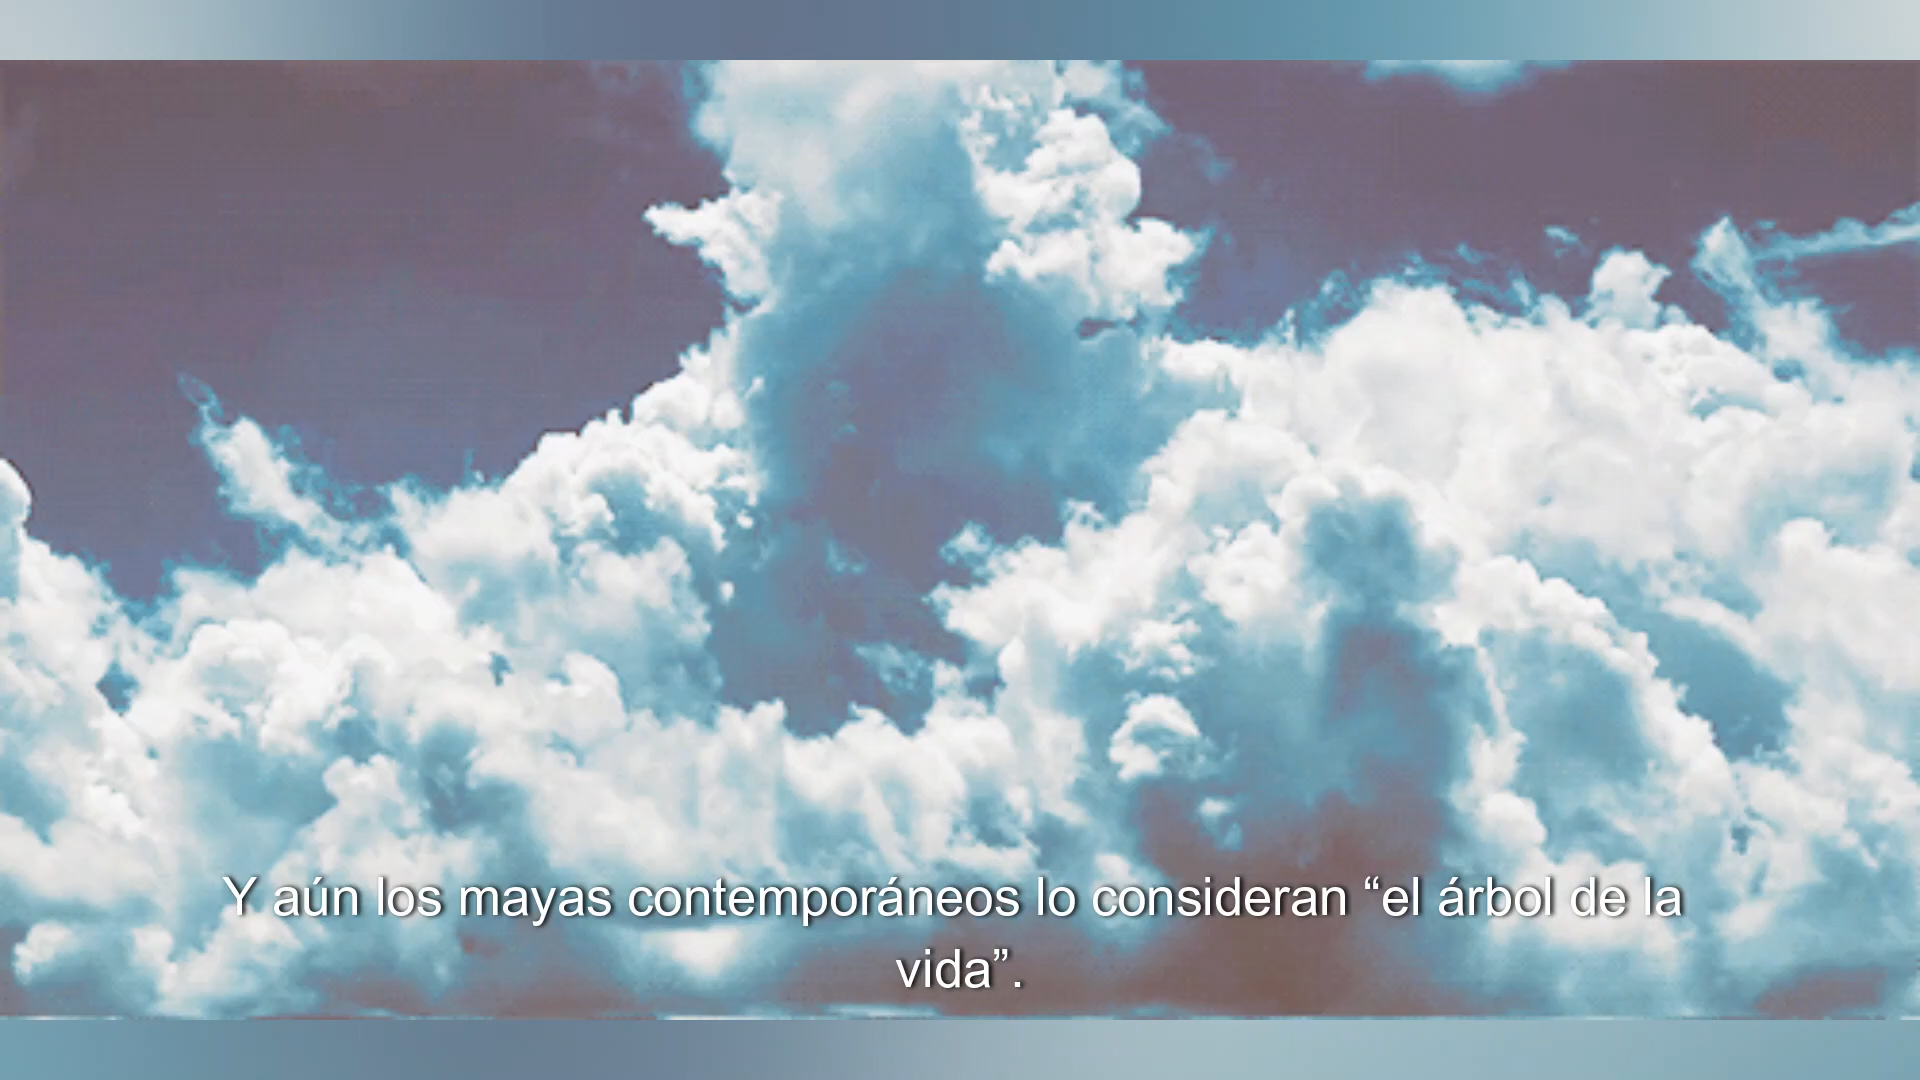 Y aún los mayas contemporáneos lo consideran “el árbol de la
vida”.